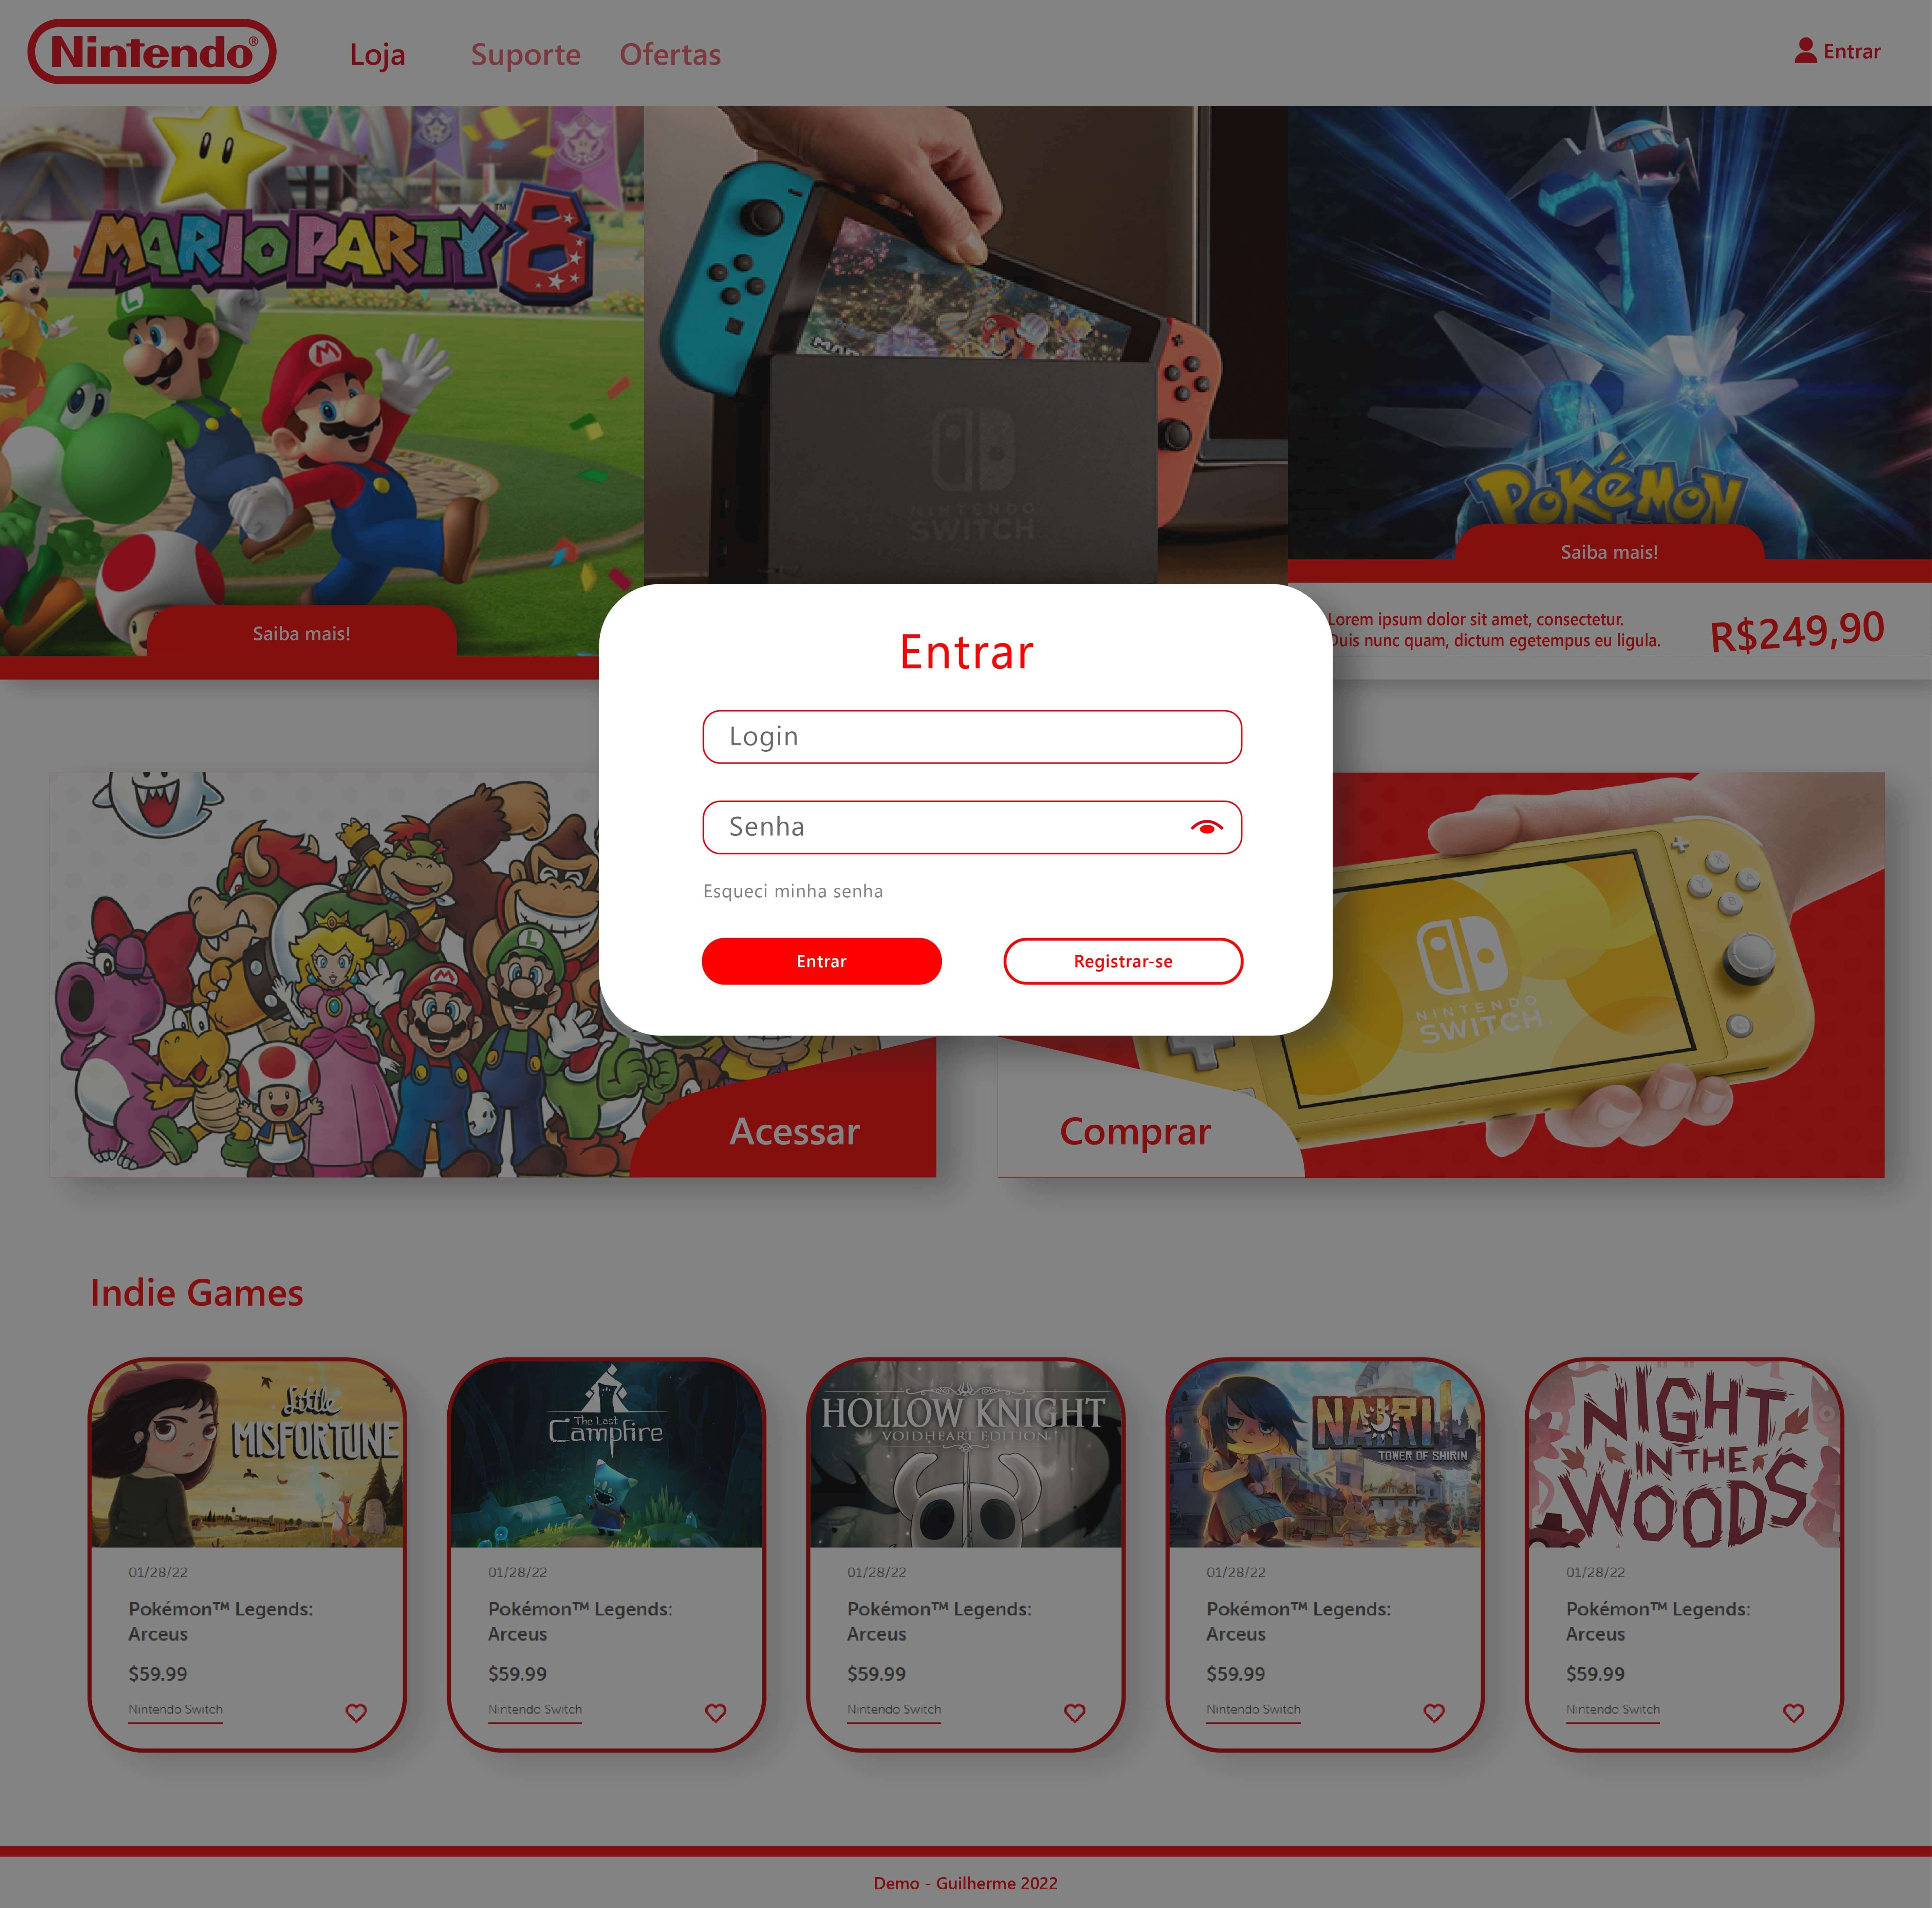 Nintendo®
Loja
Suporte
Ofertas
Entrar
MARIO PARTY™ 8
NINTENDO
SWITCH
POKéMON
Saiba mais!
Saiba mais!
Lorem ipsum dolor sit amet, consectetur.
Duis nunc quam, dictum egetempus eu ligula.
R$249,90
Entrar
Login
Senha
Esqueci minha senha
Entrar
Registrar-se
NINTENDO
SWITCH
Acessar
Comprar
Indie Games
Little
MISFORTUNE
The Last
Campfire
HOLLOW KNIGHT
VOIDHEART EDITION
NAIRI
TOWER OF SHIRIN
NIGHT
IN THE
WOODS
01/28/22
Pokémon™ Legends:
Arceus
$59.99
Nintendo Switch
01/28/22
Pokémon™ Legends:
Arceus
$59.99
Nintendo Switch
01/28/22
Pokémon™ Legends:
Arceus
$59.99
Nintendo Switch
01/28/22
Pokémon™ Legends:
Arceus
$59.99
Nintendo Switch
01/28/22
Pokémon™ Legends:
Arceus
$59.99
Nintendo Switch
Demo - Guilherme 2022